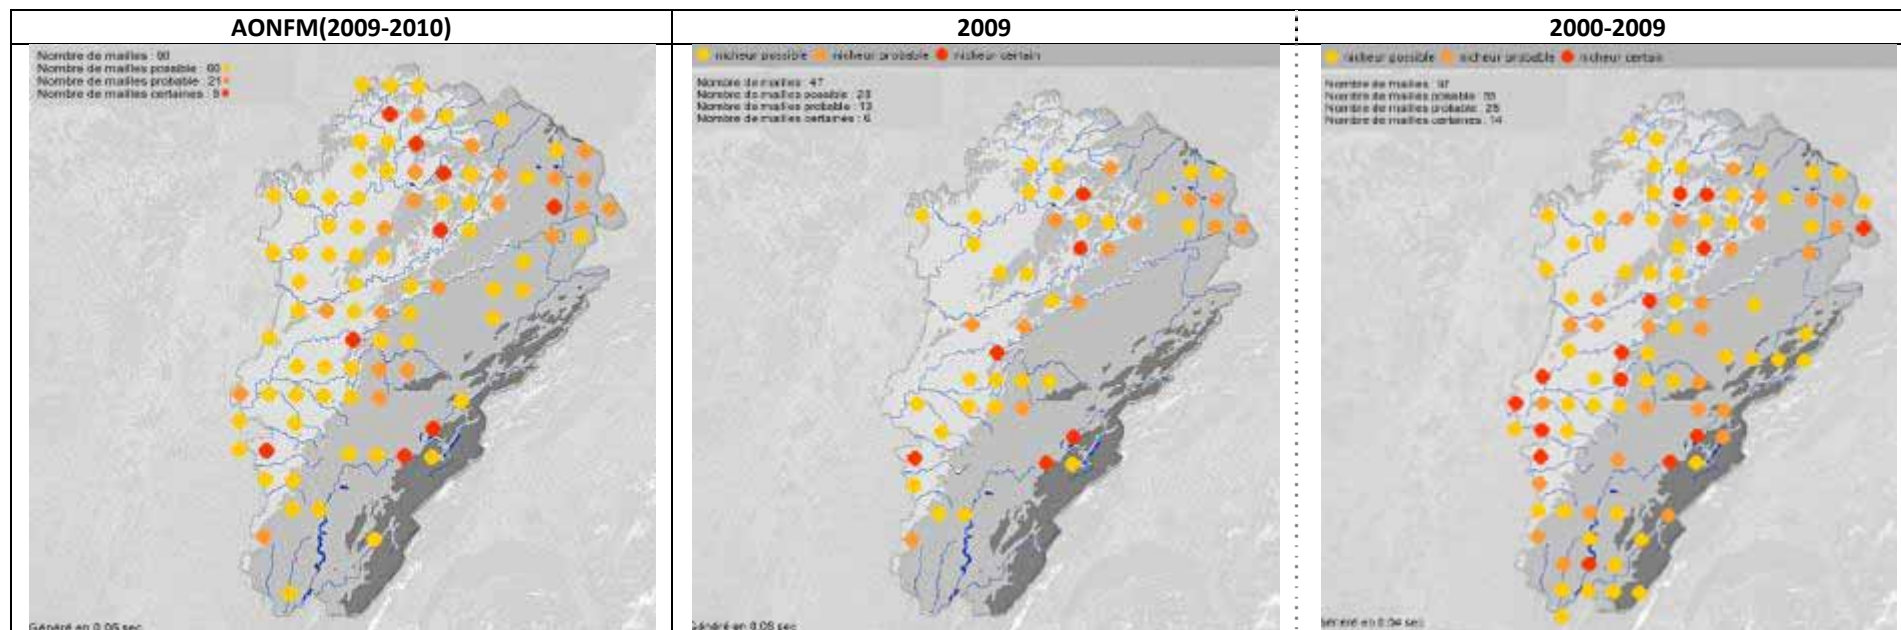 AONFM(2009-2010)
2009
2000-2009
Nombre de mailles : 90
Nombre de mailles possible : 60
Nombre de mailles probable : 21
Nombre de mailles certaines : 9
Généré en 0.05 sec
nicheur possible nicheur probable nicheur certain
Nombre de mailles : 47
Nombre de mailles possible : 28
Nombre de mailles probable : 13
Nombre de mailles certaines : 6
Généré en 0.08 sec
nicheur possible nicheur probable nicheur certain
Nombre de mailles : 97
Nombre de mailles possible :
Nombre de mailles probable :
Nombre de mailles certaines : 14
Généré en 0.04 sec